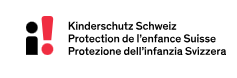 Kinderschutz Schweiz
Protection de l'enfance Suisse
Protezione dell'infanzia Svizzera